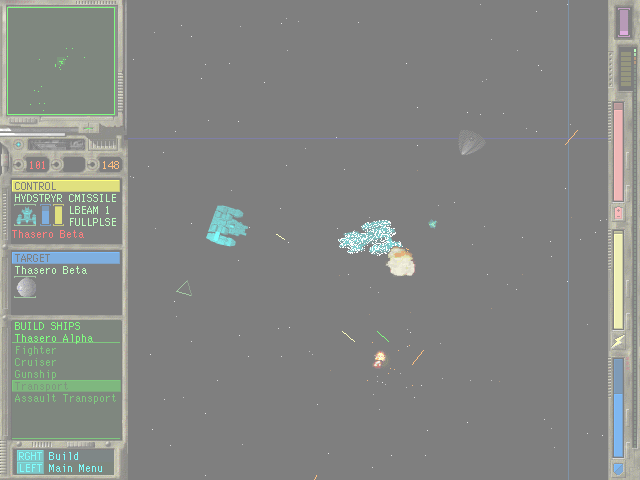 181 148
CONTROL
HYDSTRYR CMISSILE
LBEAM 1
FULLPLSE
Thasero Beta
TARGET
Thasero Beta
BUILD SHIPS
Thasero Alpha
Fighter
Cruiser
Gunship
Transport
Assault Transport
RGHT Build
LEFT Main Menu